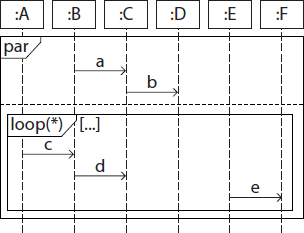 :A :B :C :D :E :F
par
a
b
loop(*) [...]
c
d
e